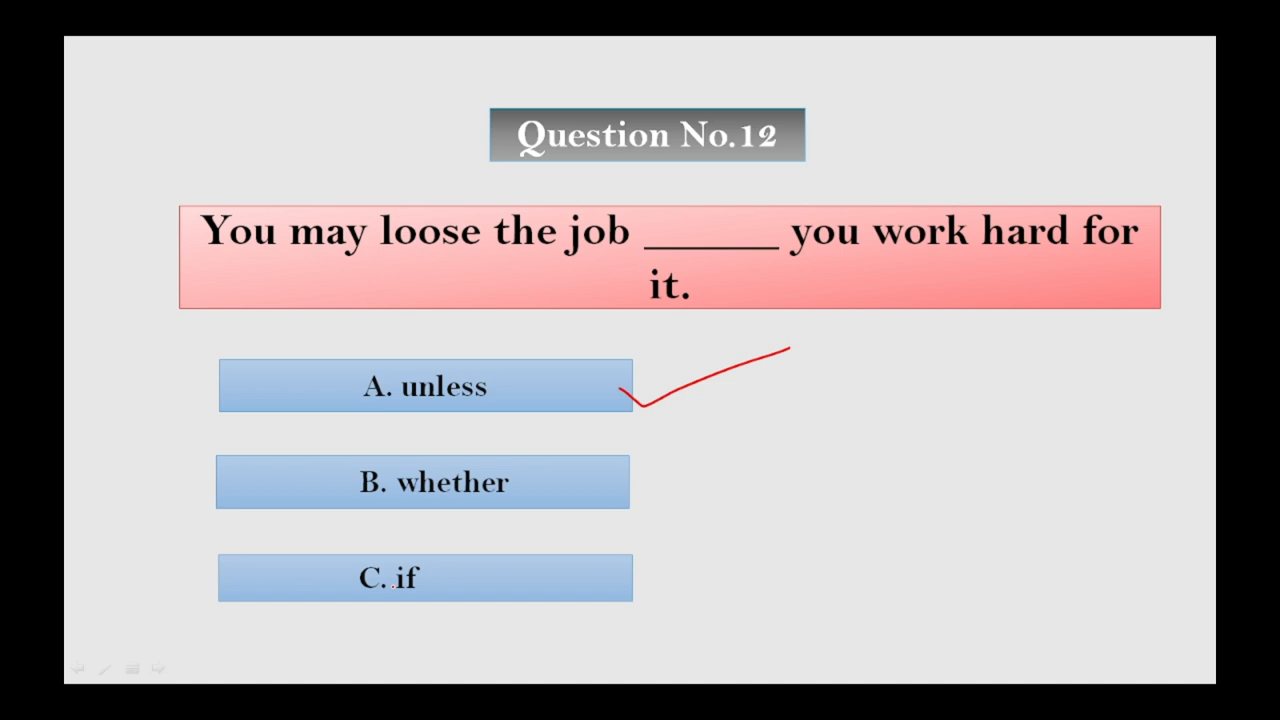 Question No.12
You may loose the job ______ you work hard for
it.
A. unless
B. whether
C. if